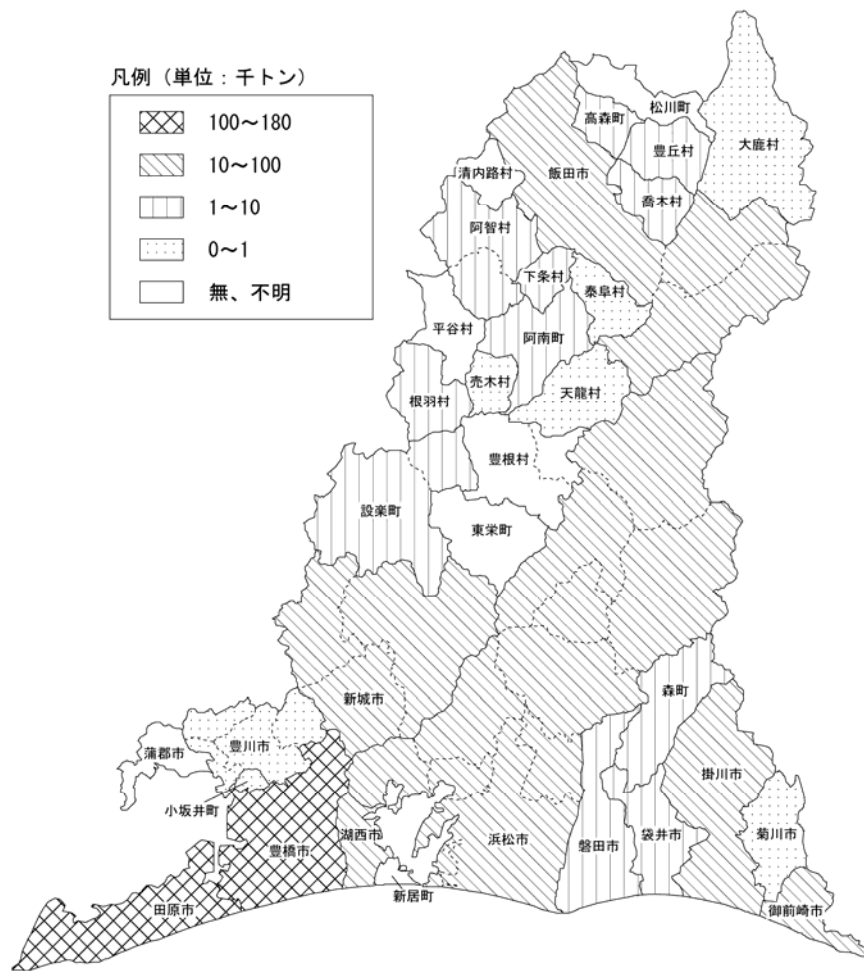 凡例（単位：千トン）
100～180
10～100
1～10
0～1
無、不明
松川町
高森町
大鹿村
豊丘村
清内路村
飯田市
喬木村
阿智村
下条村
泰阜村
平谷村
阿南町
売木村
天龍村
根羽村
豊根村
設楽町
東栄町
森町
新城市
豊川市
蒲郡市
掛川市
小坂井町
湖西市
浜松市
豊橋市
磐田市
袋井市
菊川市
新居町
田原市
御前崎市